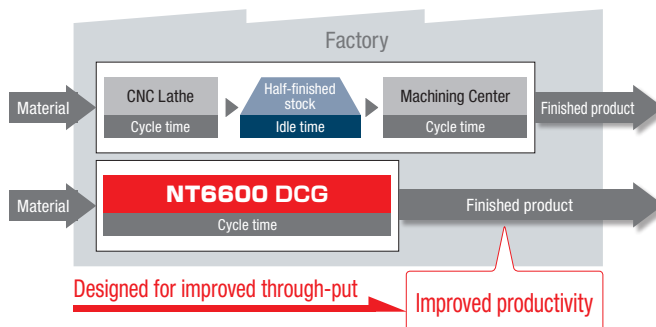 Factory
Material
CNC Lathe
Cycle time
Half-finished
stock
Idle time
Machining Center
Cycle time
Finished product
Material
NT6600 DCG
Cycle time
Finished product
Designed for improved through-put
Improved productivity